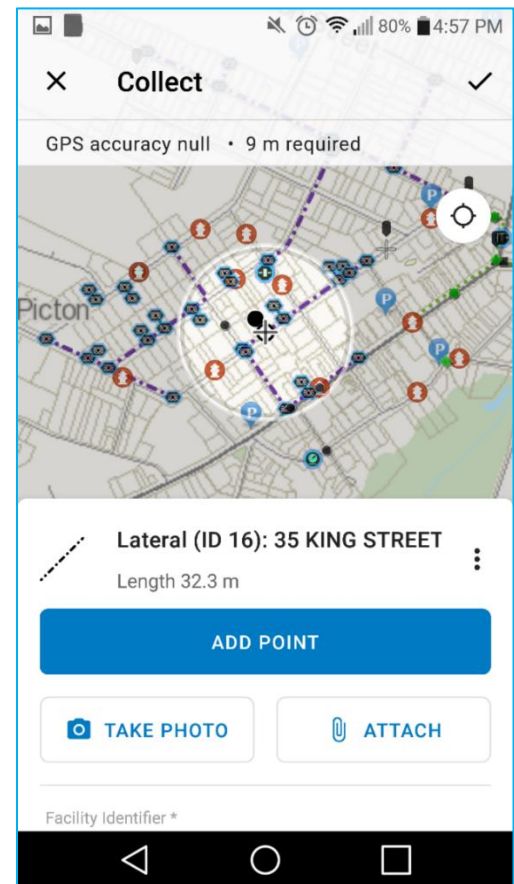 80% 4:57 PM
Collect
GPS accuracy null • 9 m required
P
P
Picton
P
P
Lateral (ID 16): 35 KING STREET
Length 32.3 m
ADD POINT
TAKE PHOTO
ATTACH
Facility Identifier *